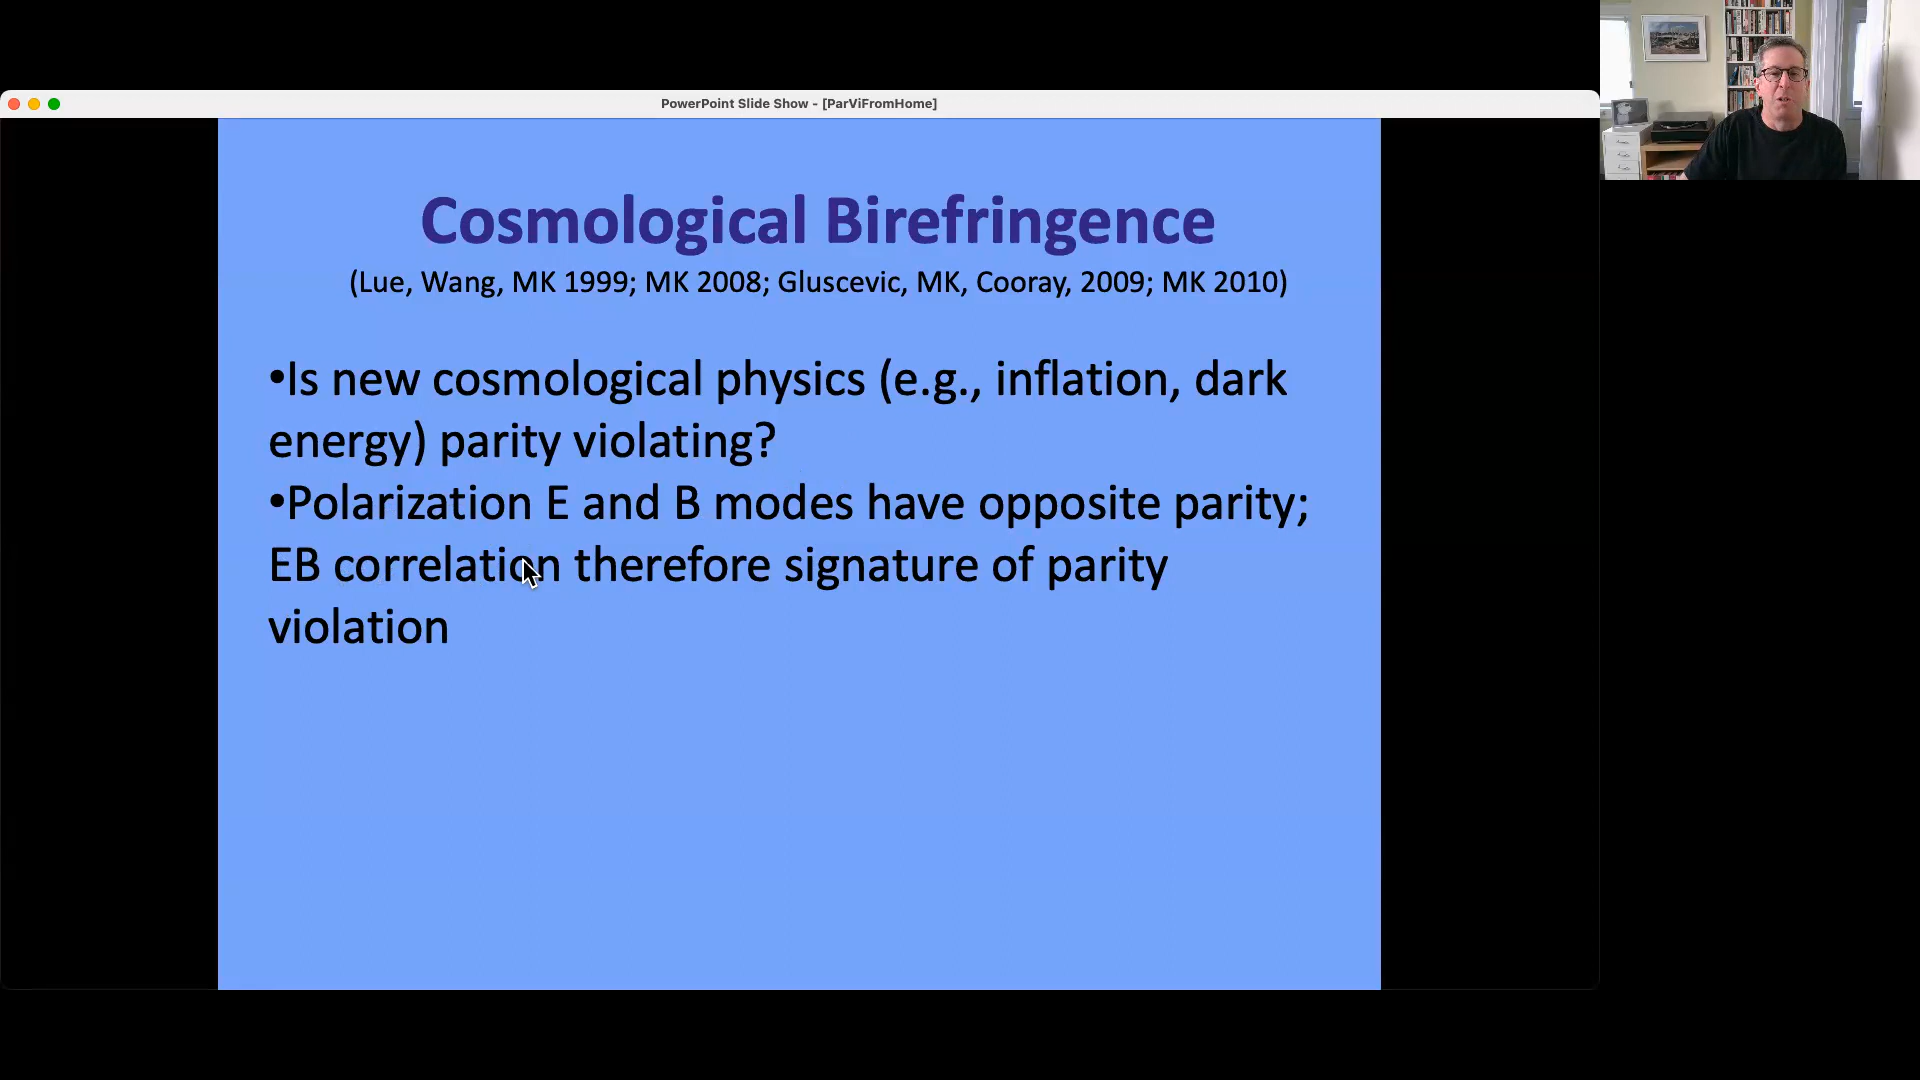 PowerPoint Slide Show - [ParViFromHome]
Cosmological Birefringence
(Lue, Wang, MK 1999; MK 2008; Gluscevic, MK, Cooray, 2009; MK 2010)
•Is new cosmological physics (e.g., inflation, dark
energy) parity violating?
•Polarization E and B modes have opposite parity;
EB correlation therefore signature of parity
violation